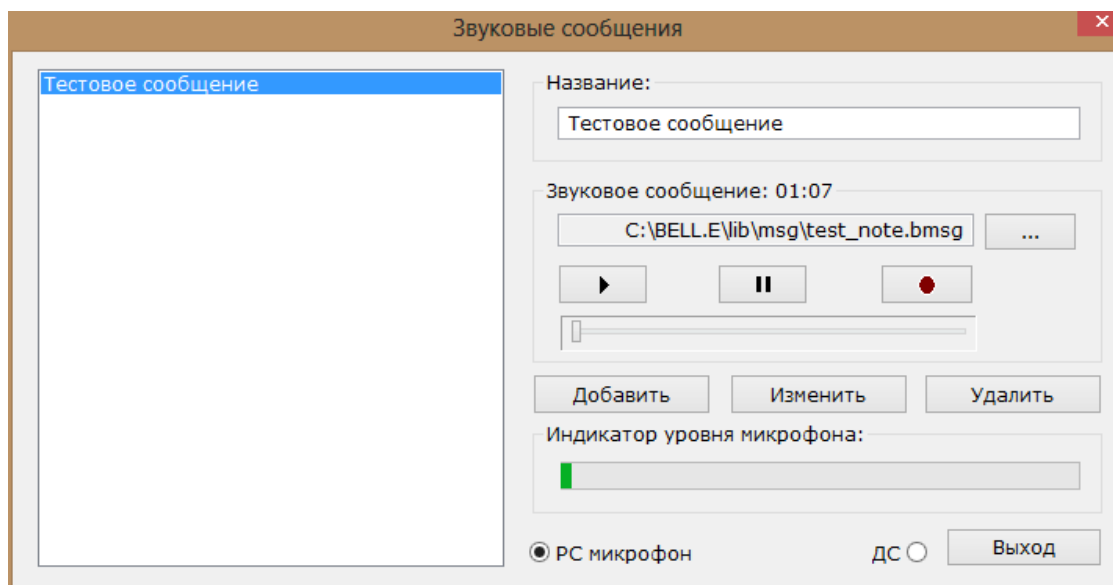 Звуковые сообщения
Тестовое сообщение
Название:
Тестовое сообщение
Звуковое сообщение: 01:07
C:\BELL.E\lib\msg\test_note.bmsg
...
Добавить
Изменить
Удалить
Индикатор уровня микрофона:
РС микрофон
ДС
Выход